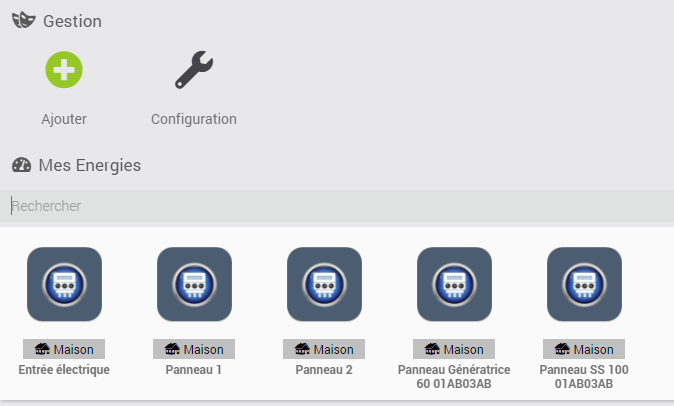 Gestion
Ajouter
Configuration
Mes Energies
Rechercher
Maison
Entrée électrique
Maison
Panneau 1
Maison
Panneau 2
Maison
Panneau Génératrice
60 01AB03AB
Maison
Panneau SS 100
01AB03AB